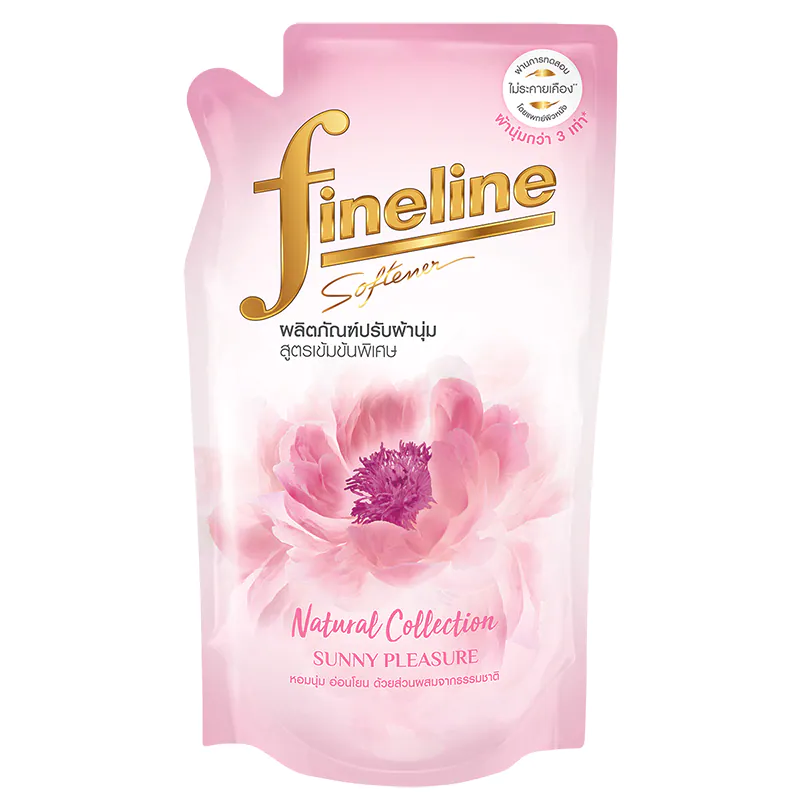 ผ่านการทดสอบ
ไม่ระคายเคือง**
โดยแพทย์ผิวหนัง
ผ้านุ่มกว่า 3 เท่า*
fineline
Softener
ผลิตภัณฑ์ปรับผ้านุ่ม
สูตรเข้มข้นพิเศษ
Natural Collection
SUNNY PLEASURE
หอมนุ่ม อ่อนโยน ด้วยส่วนผสมจากธรรมชาติ